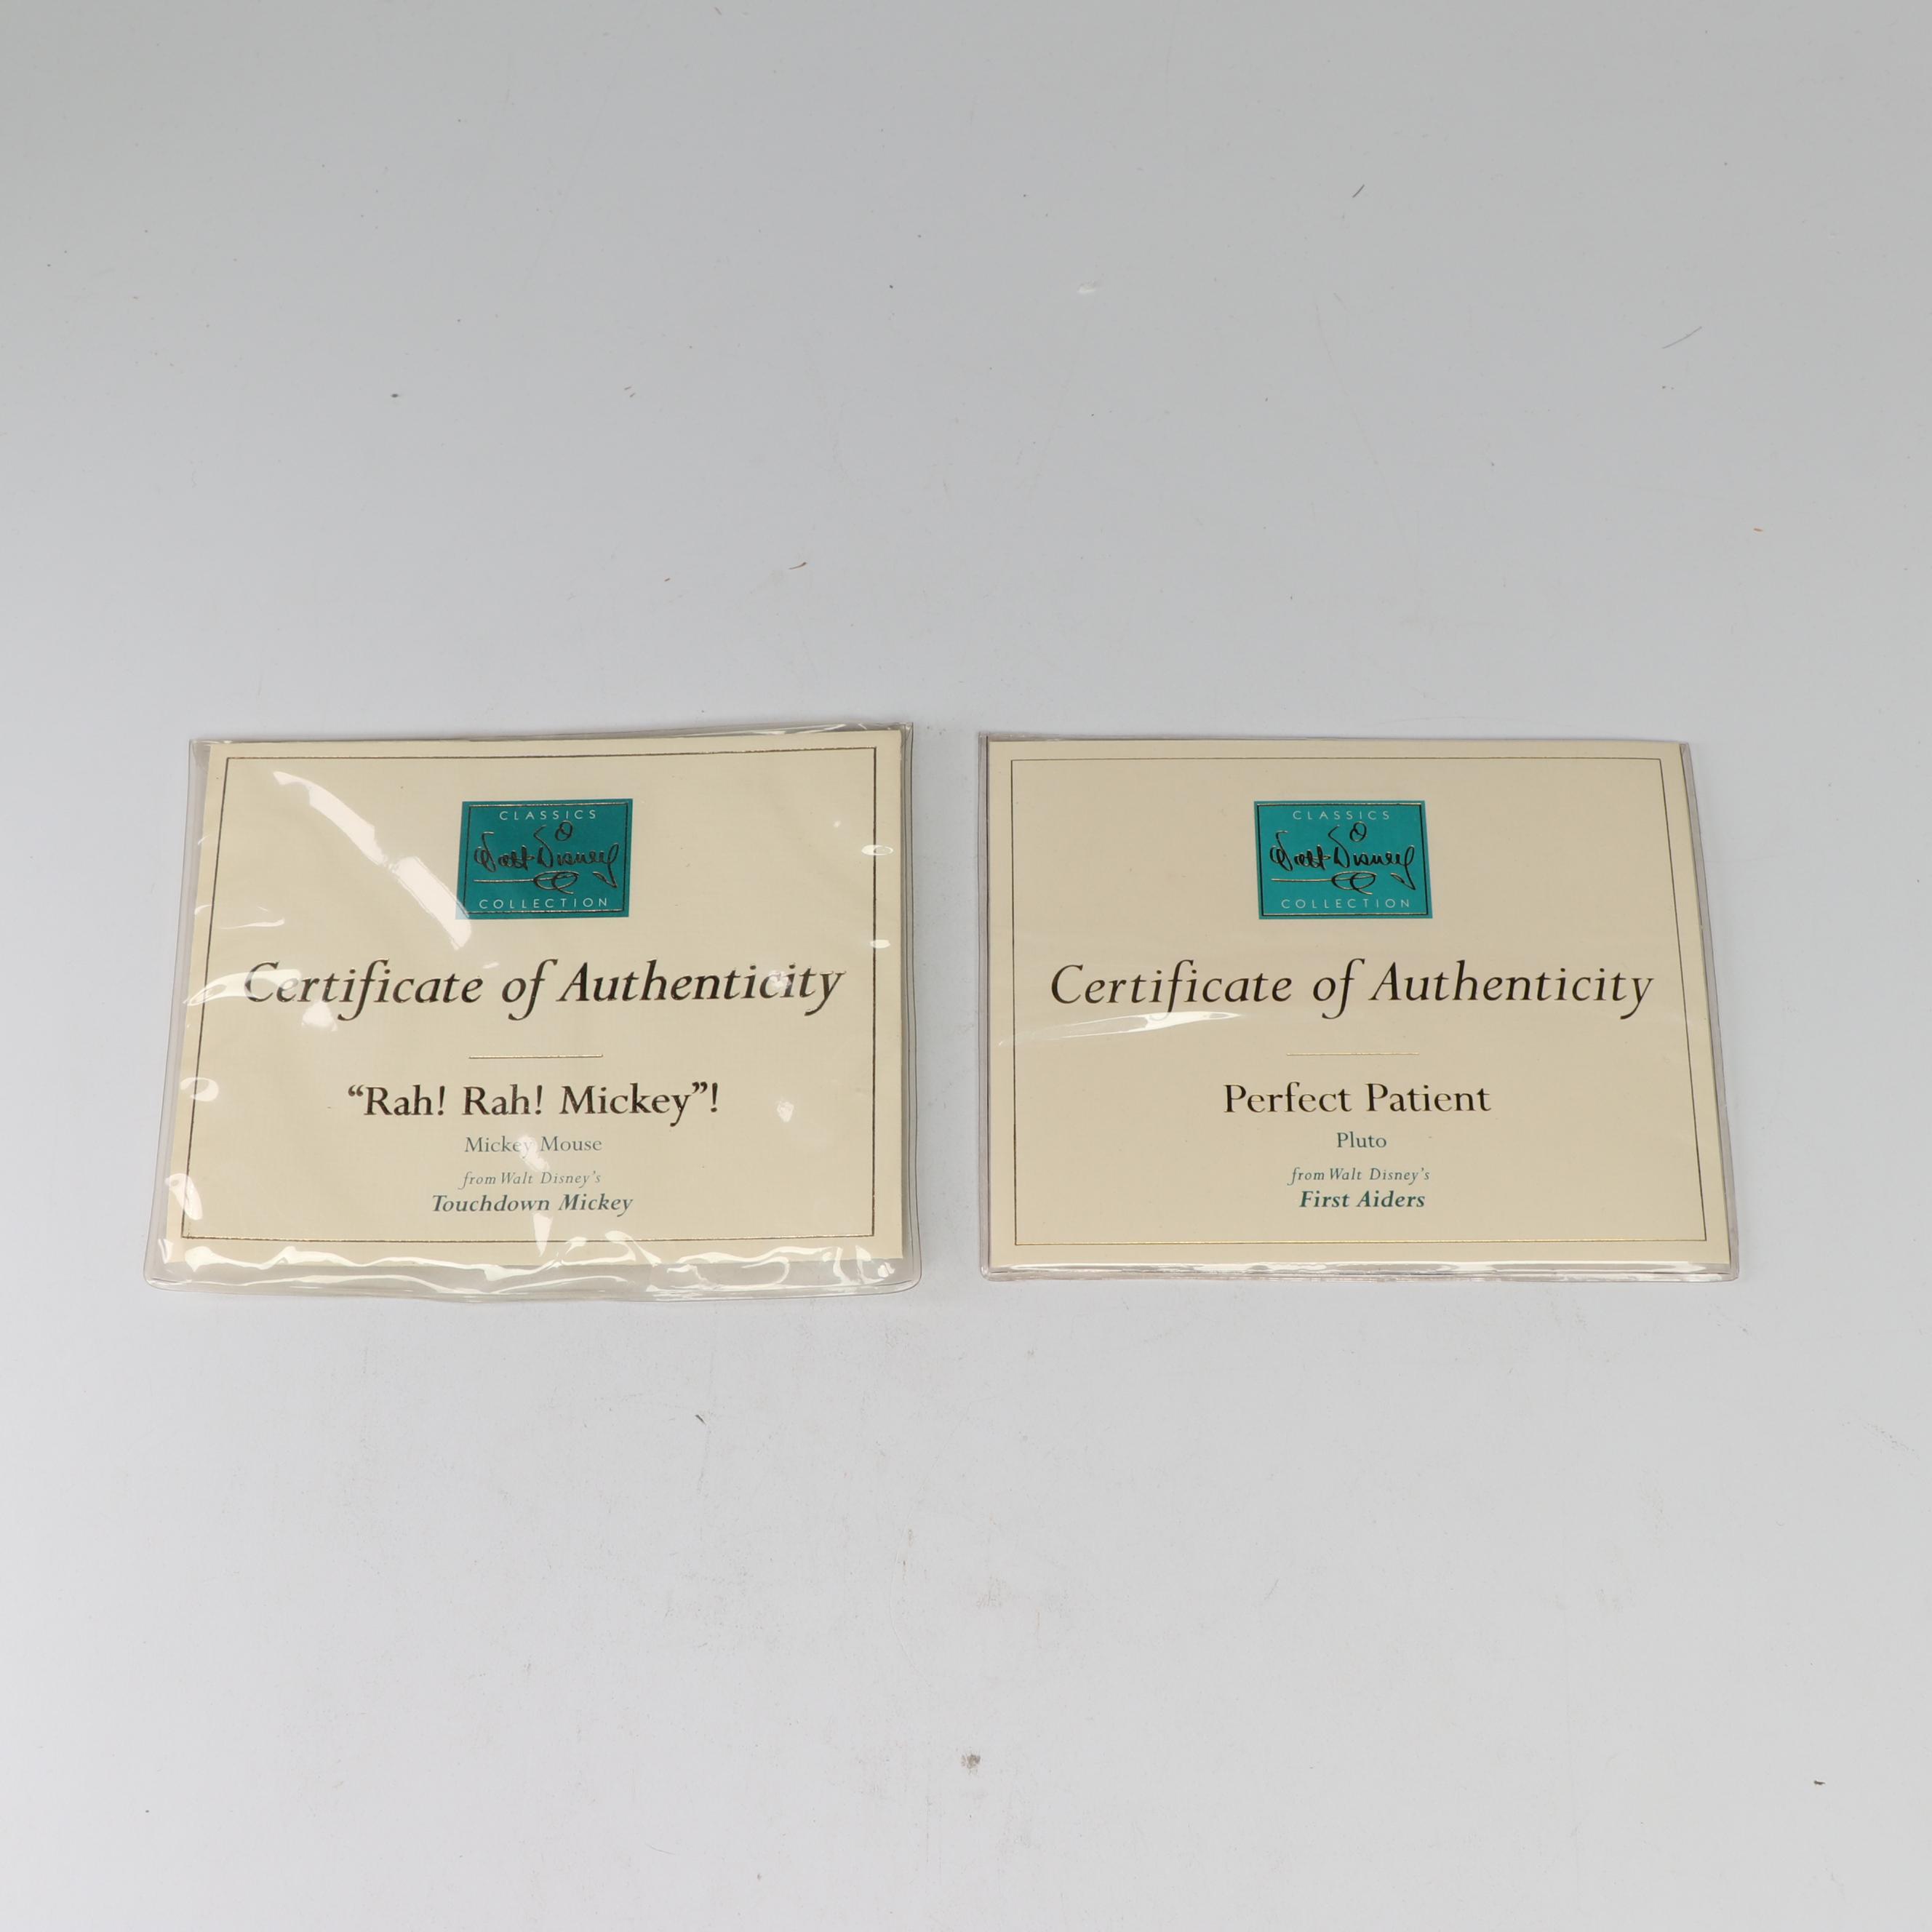 CLASSICS
Walt Disney
COLLECTION
Certificate of Authenticity
“Rah! Rah! Mickey”!
Mickey Mouse
from Walt Disney’s
Touchdown Mickey
CLASSICS
Walt Disney
COLLECTION
Certificate of Authenticity
Perfect Patient
Pluto
from Walt Disney’s
First Aiders